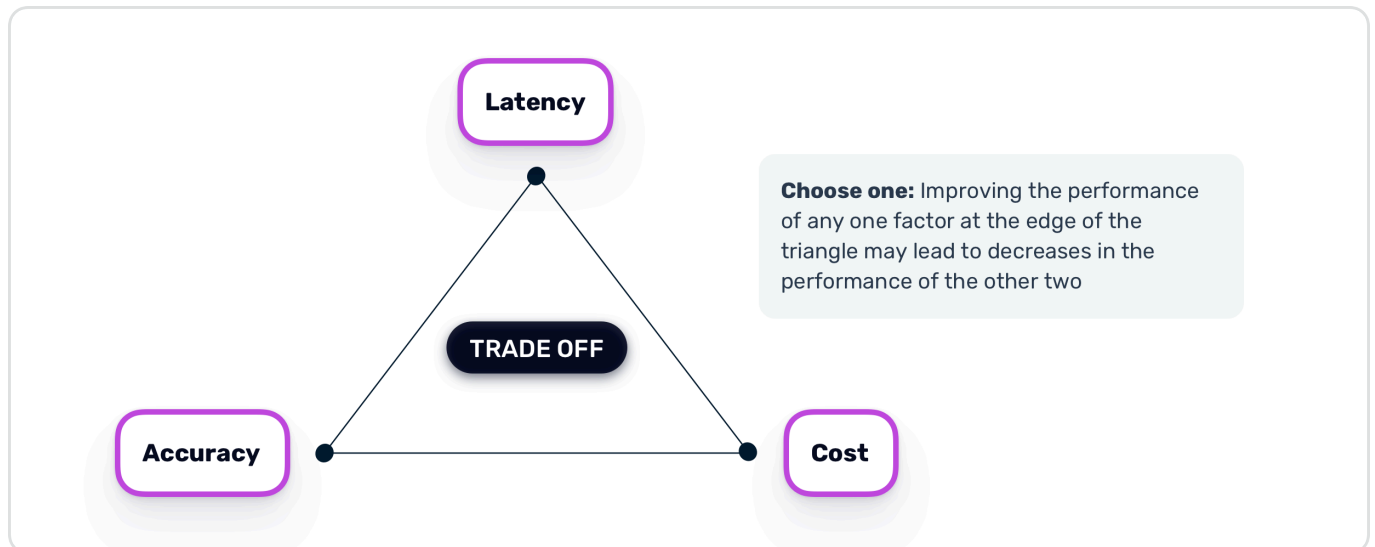 Latency
Choose one: Improving the performance
of any one factor at the edge of the
triangle may lead to decreases in the
performance of the other two
TRADE OFF
Accuracy
Cost